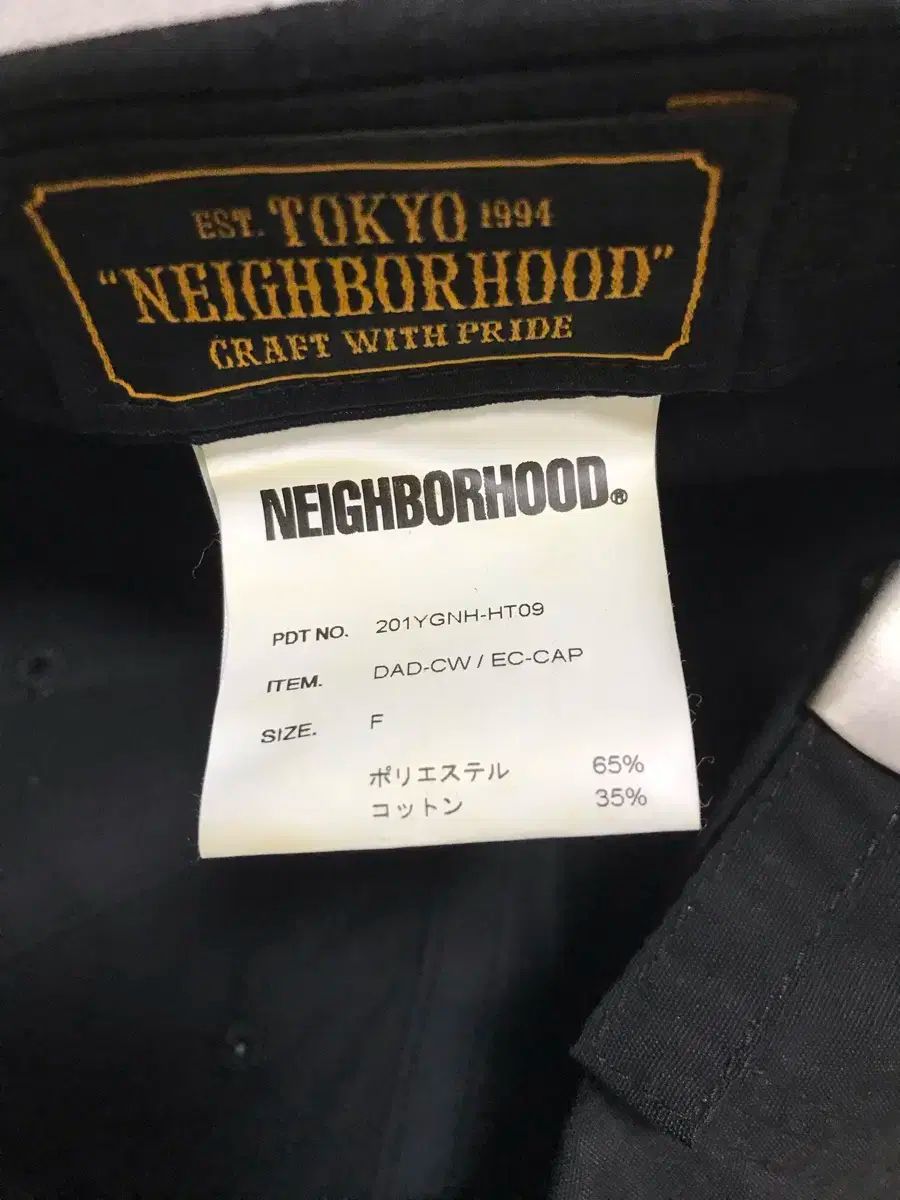 EST. TOKYO 1994
"NEIGHBORHOOD"
CRAFT WITH PRIDE
NEIGHBORHOOD®
PDT NO. 201YGNH-HT09
ITEM. DAD-CW / EC-CAP
SIZE. F
ポリエステル 65%
コットン 35%